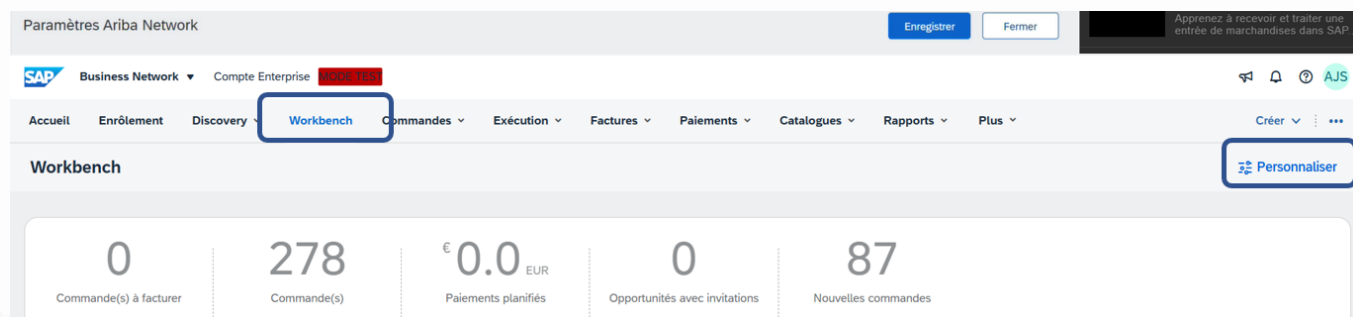 Paramètres Ariba Network
Enregistrer
Fermer
Apprenez à recevoir et traiter une
entrée de marchandises dans SAP...
SAP Business Network Compte Enterprise MODE TEST
AJS
Accueil Enrôlement Discovery Workbench Commandes Exécution Factures Paiements Catalogues Rapports Plus Créer
Workbench
Personnaliser
0 278 € 0.0 EUR 0 87
Commande(s) à facturer Commande(s) Paiements planifiés Opportunités avec invitations Nouvelles commandes